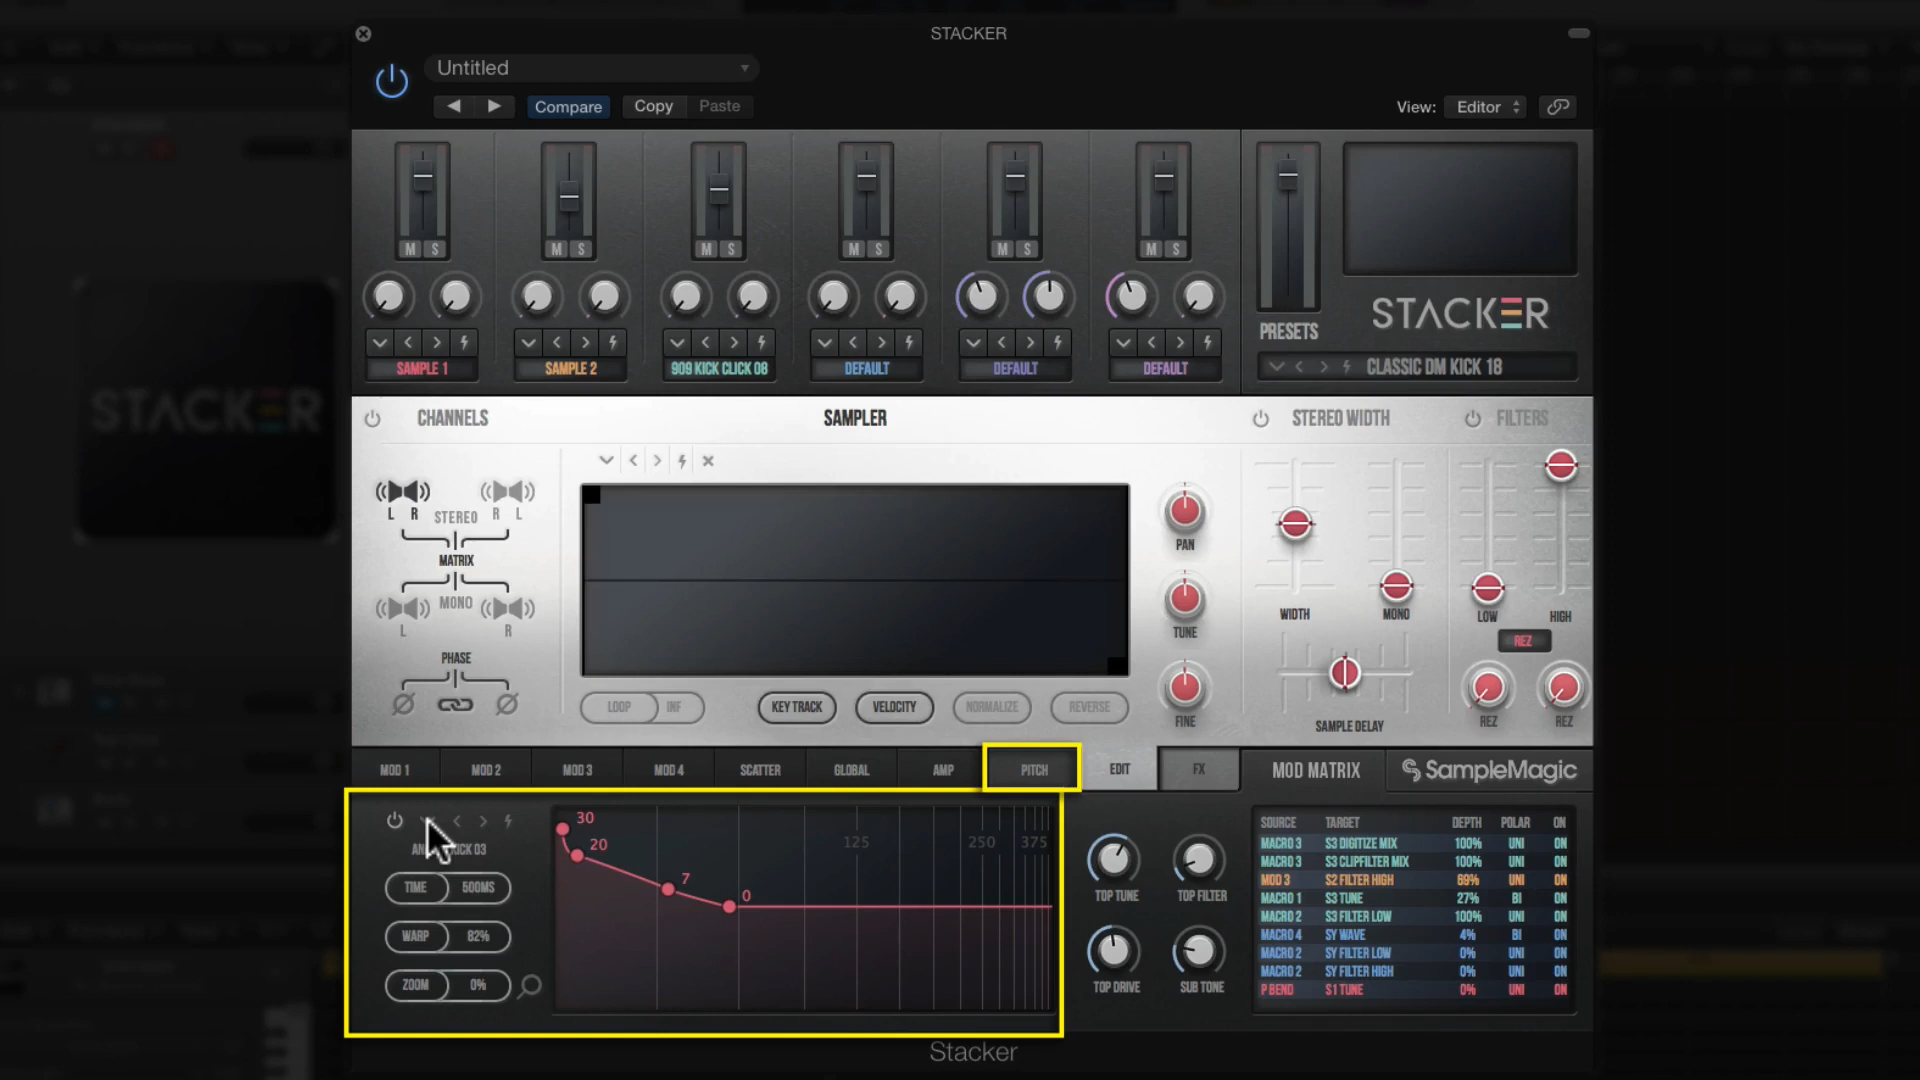 STACKER
Untitled
Compare Copy Paste
View: Editor
M S M S M S M S M S M S
PRESETS STACKER
SAMPLE 1 SAMPLE 2 909 KICK CLICK 08 DEFAULT DEFAULT DEFAULT CLASSIC DM KICK 18
STACKER
CHANNELS SAMPLER STEREO WIDTH FILTERS
L R STEREO R L
MATRIX
MONO
L R
PHASE
PAN
TUNE
FINE
LOOP INF KEY TRACK VELOCITY NORMALIZE REVERSE
WIDTH MONO LOW HIGH
REZ
REZ REZ
SAMPLE DELAY
MOD 1 MOD 2 MOD 3 MOD 4 SCATTER GLOBAL AMP PITCH EDIT FX MOD MATRIX SampleMagic
KICK 03
TIME 500MS
WARP 82%
ZOOM 0%
30
20
7
0
125 250 375
TOP TUNE TOP FILTER
TOP DRIVE SUB TONE
SOURCE TARGET DEPTH POLAR ON
MACRO 3 S3 DIGITIZE MIX 100% UNI ON
MACRO 3 S3 CLIPFILTER MIX 100% UNI ON
MOD 3 S2 FILTER HIGH 69% UNI ON
MACRO 1 S3 TUNE 27% BI ON
MACRO 2 S3 FILTER LOW 100% UNI ON
MACRO 4 SY WAVE 4% BI ON
MACRO 2 SY FILTER LOW 0% UNI ON
MACRO 2 SY FILTER HIGH 0% UNI ON
P BEND S1 TUNE 0% UNI ON
Stacker